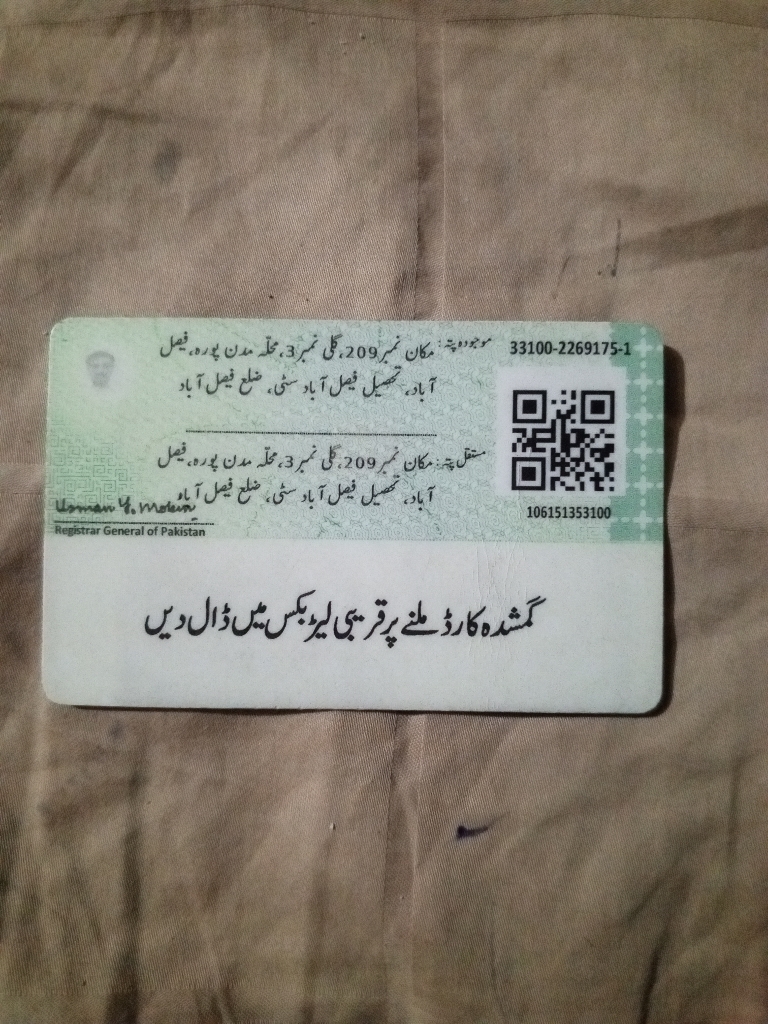 33100-2269175-1
موجودہ پتہ: مکان نمبر 209، گلی نمبر 3، محلہ مدن پورہ، فیصل
آباد، تحصیل فیصل آباد سٹی، ضلع فیصل آباد
مستقل پتہ: مکان نمبر 209، گلی نمبر 3، محلہ مدن پورہ، فیصل
آباد، تحصیل فیصل آباد سٹی، ضلع فیصل آباد
106151353100
Usman Y. Mobin
Registrar General of Pakistan
گمشدہ کارڈ ملنے پر قریبی لیٹر بکس میں ڈال دیں